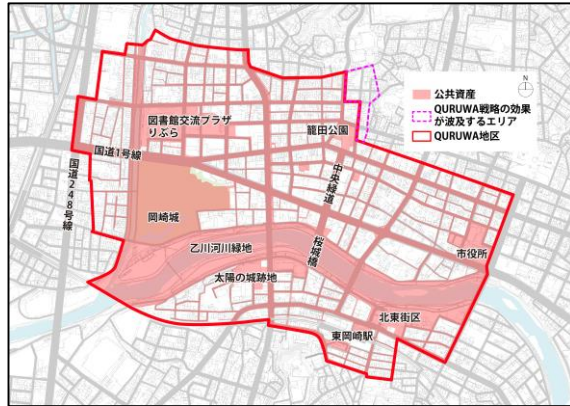 公共資産
QURUWA戦略の効果
が波及するエリア
QURUWA地区
N
図書館交流プラザ
りぶら
籠田公園
国道1号線
中央緑道
国道248号線
岡崎城
市役所
乙川河川緑地
桜城橋
太陽の城跡地
北東街区
東岡崎駅